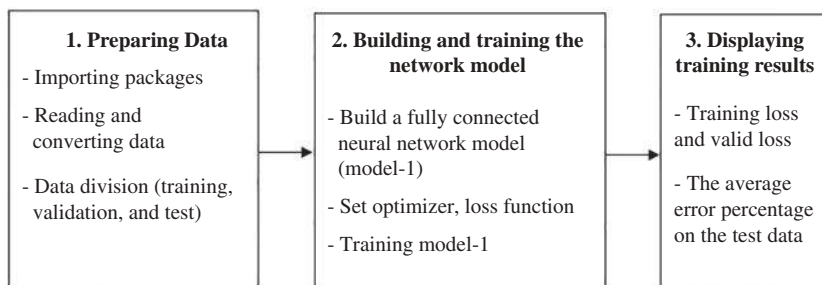 1. Preparing Data
- Importing packages
- Reading and
converting data
- Data division (training,
validation, and test)
2. Building and training the
network model
- Build a fully connected
neural network model
(model-1)
- Set optimizer, loss function
- Training model-1
3. Displaying
training results
- Training loss
and valid loss
- The average
error percentage
on the test data